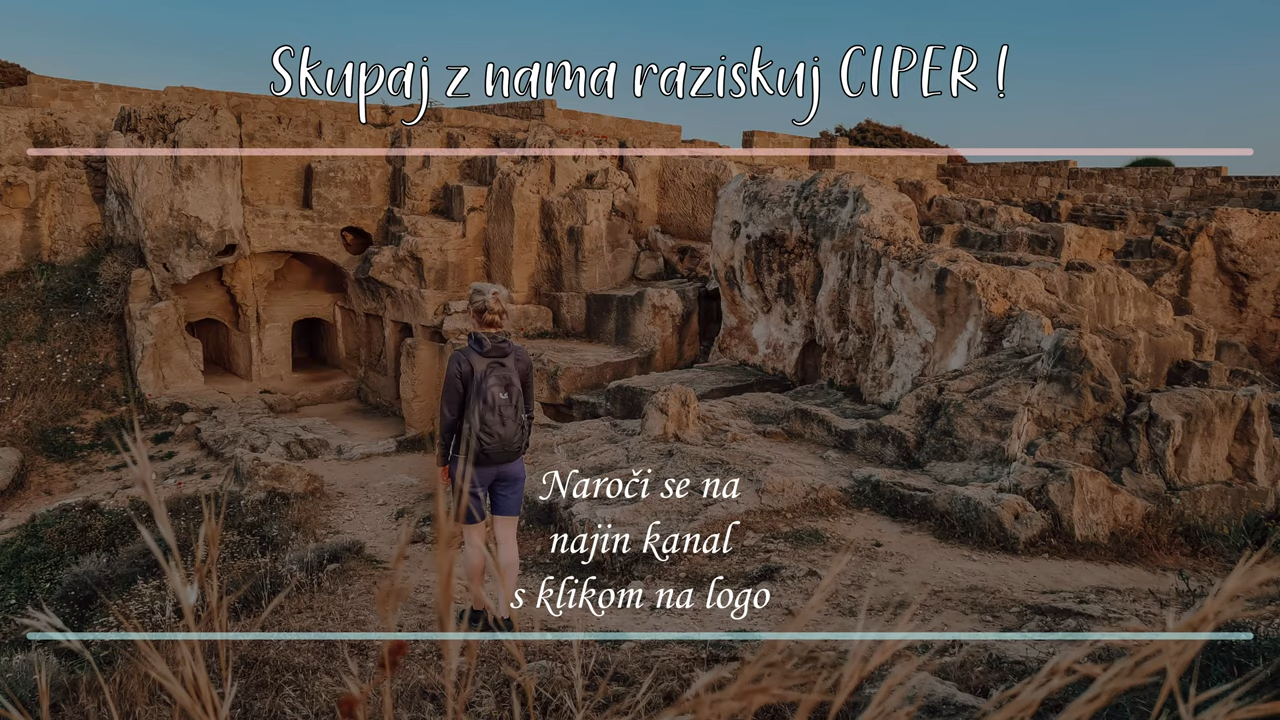 Skupaj z nama raziskuj CIPER !
Naroči se na
najin kanal
s klikom na logo